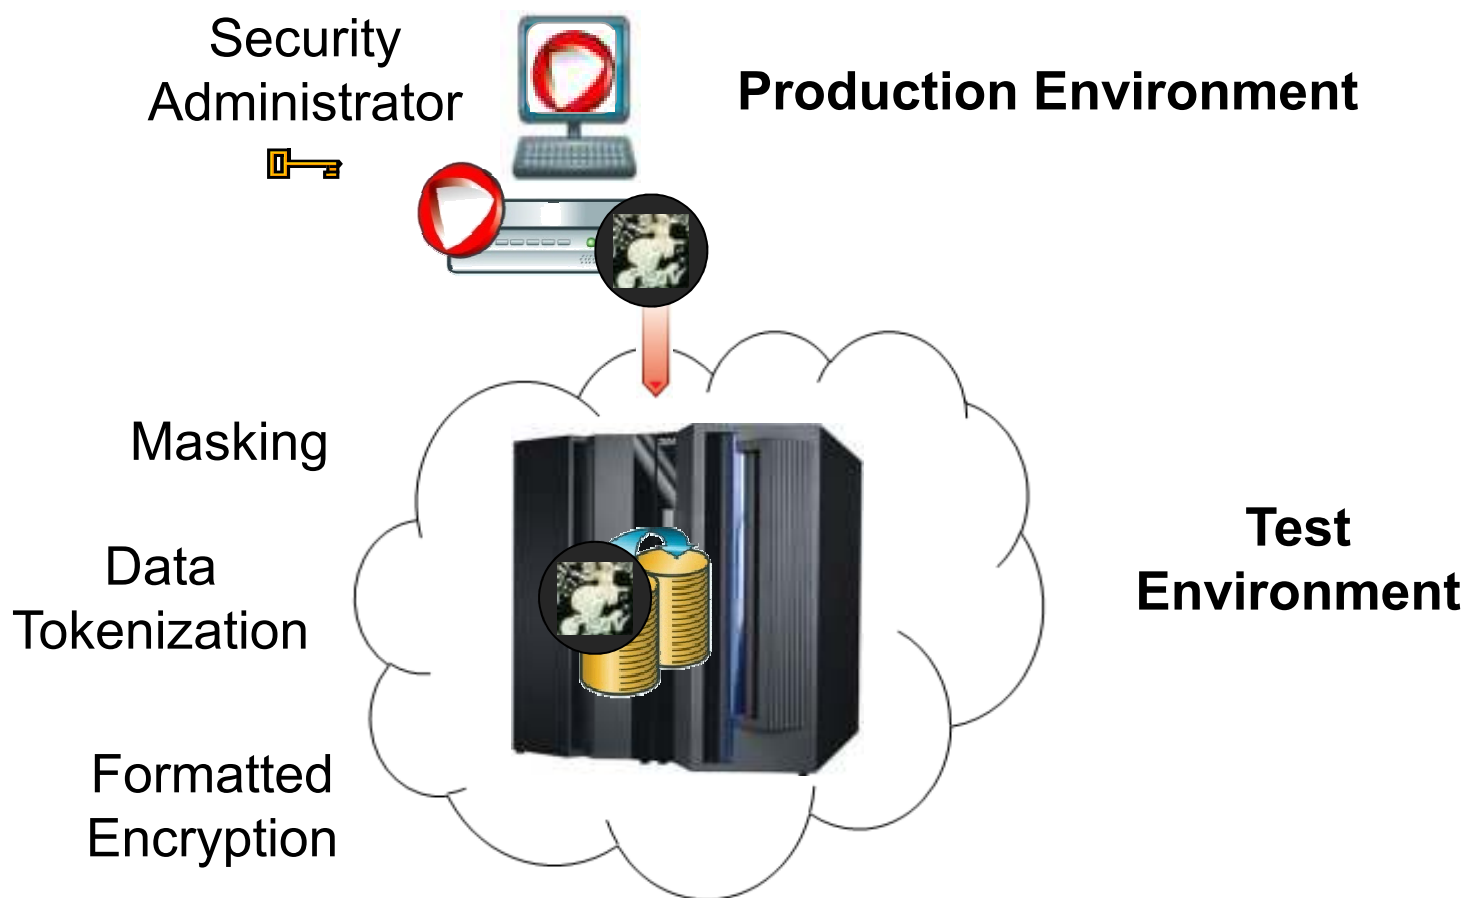 Security
Administrator
Production Environment
Masking
Data
Tokenization
Test
Environment
Formatted
Encryption